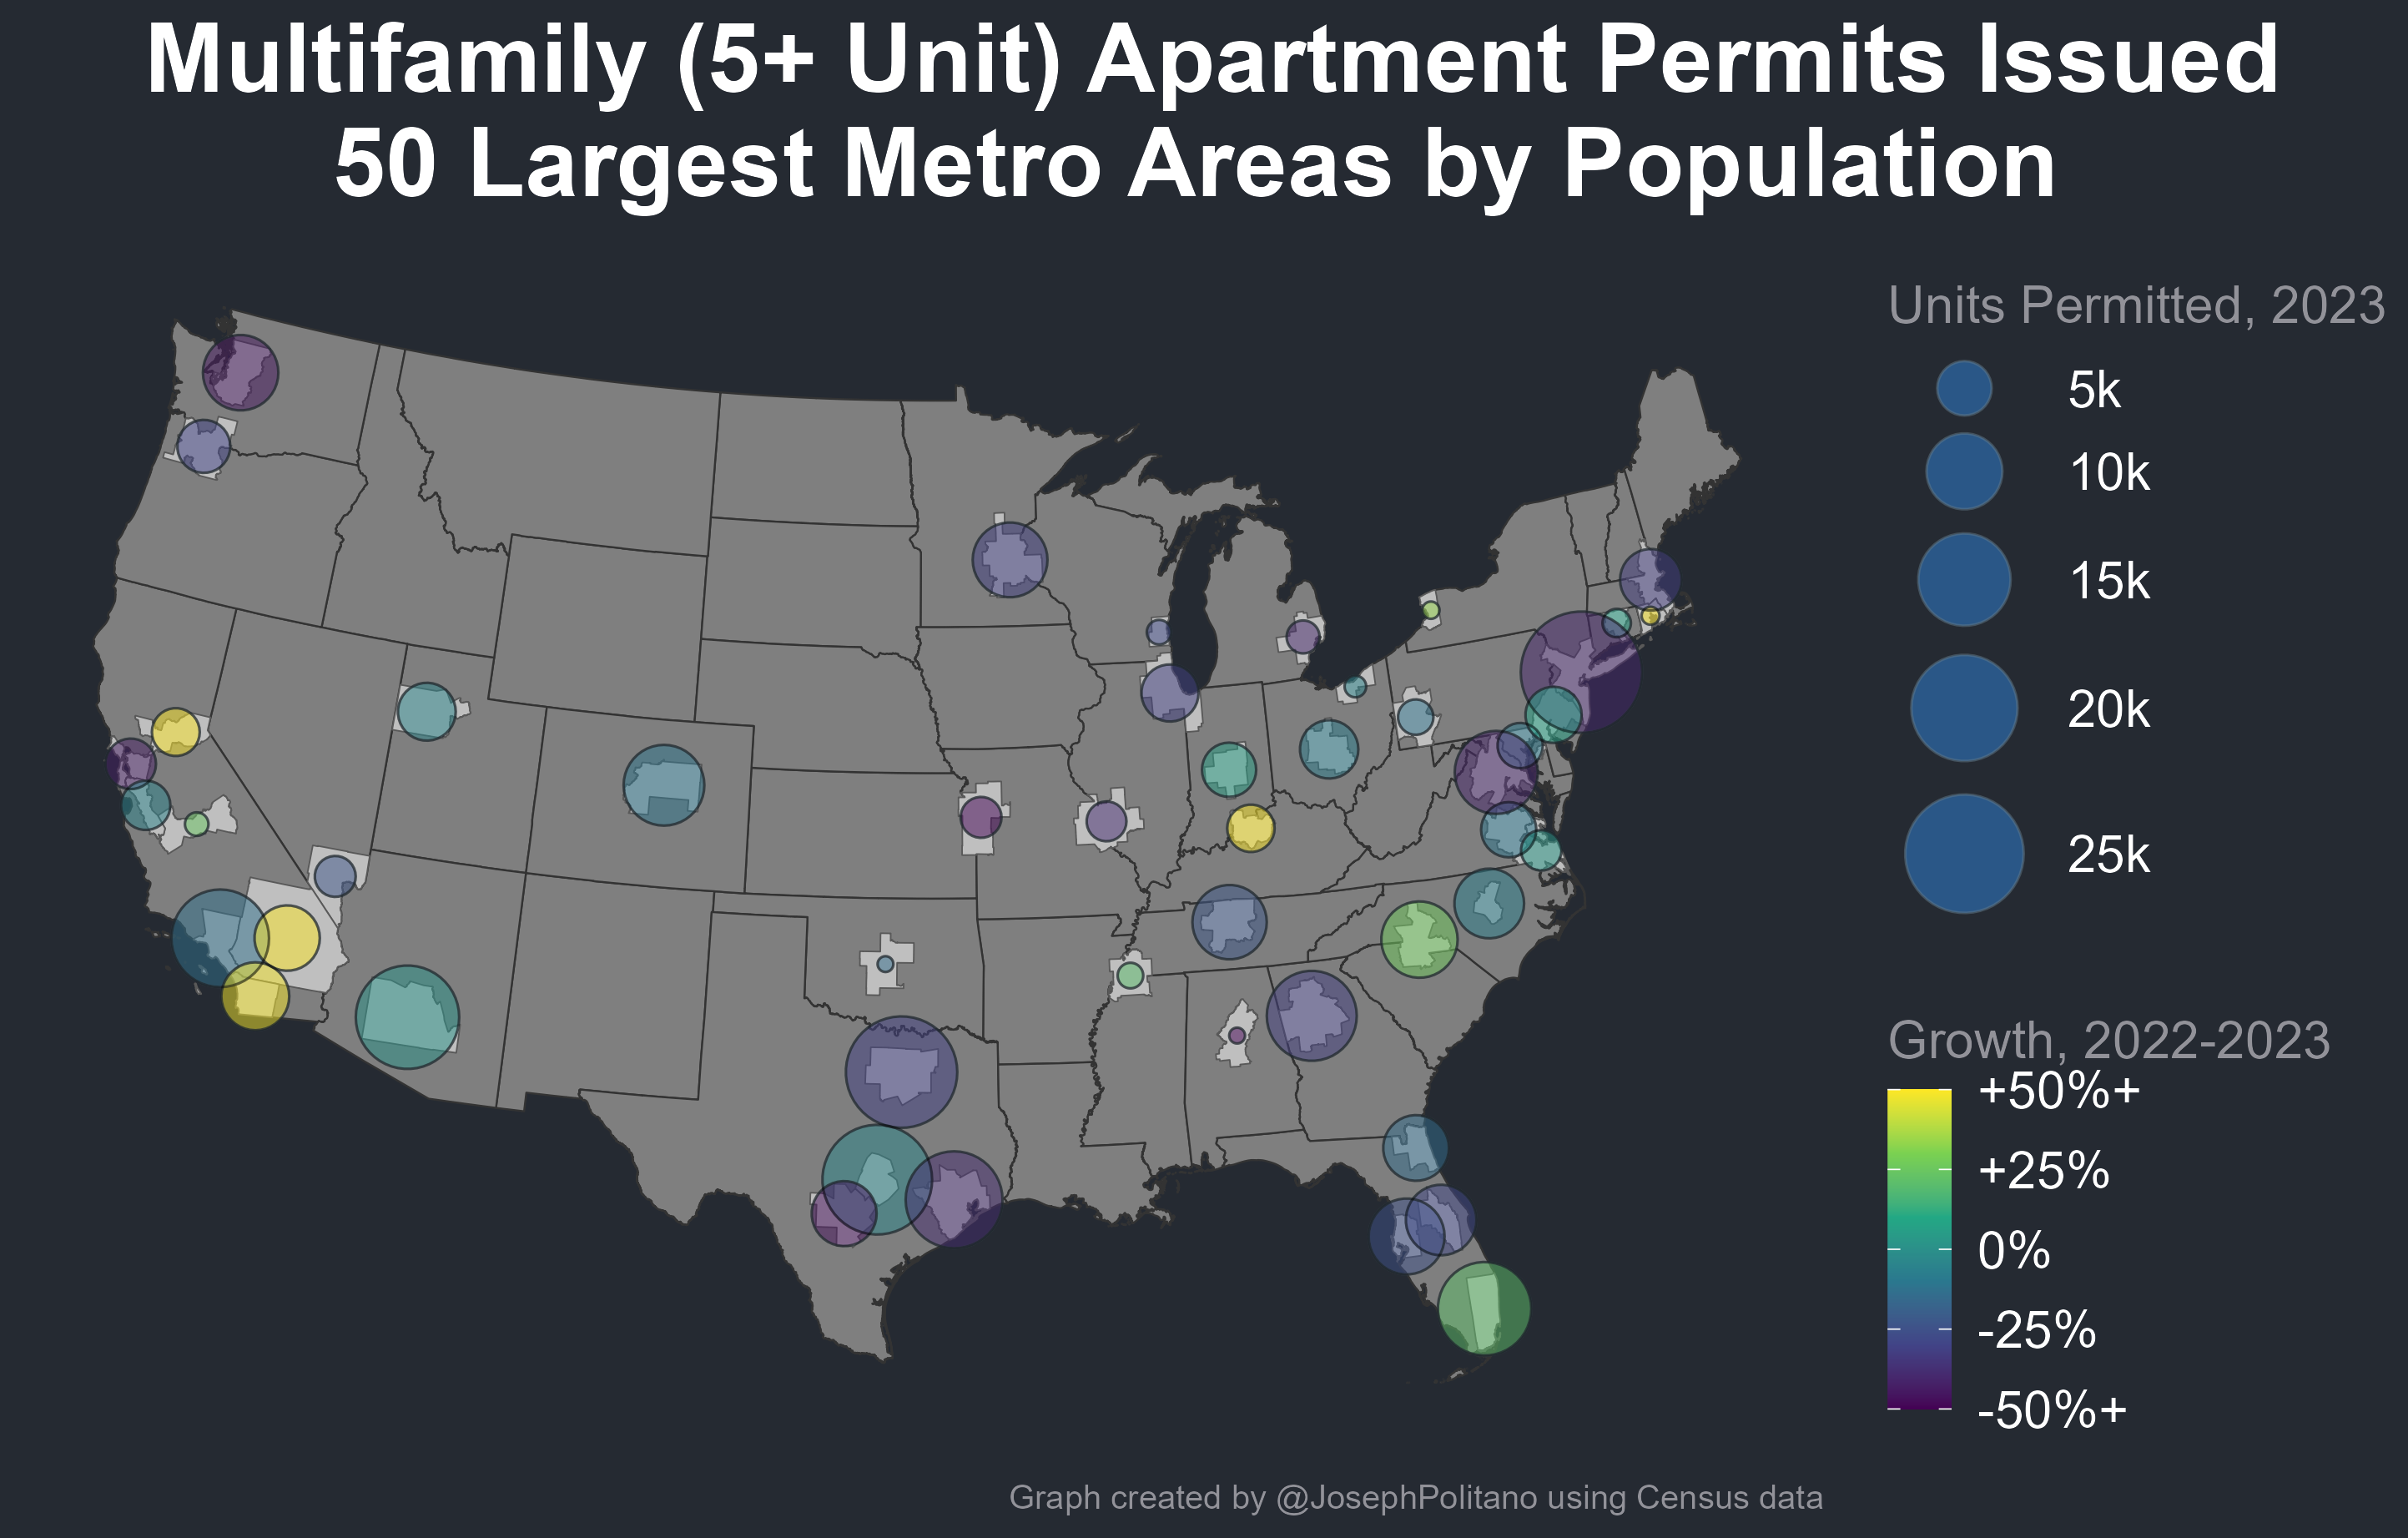 Multifamily (5+ Unit) Apartment Permits Issued
50 Largest Metro Areas by Population
Units Permitted, 2023
5k
10k
15k
20k
25k
Growth, 2022-2023
+50%+
+25%
0%
-25%
-50%+
Graph created by @JosephPolitano using Census data